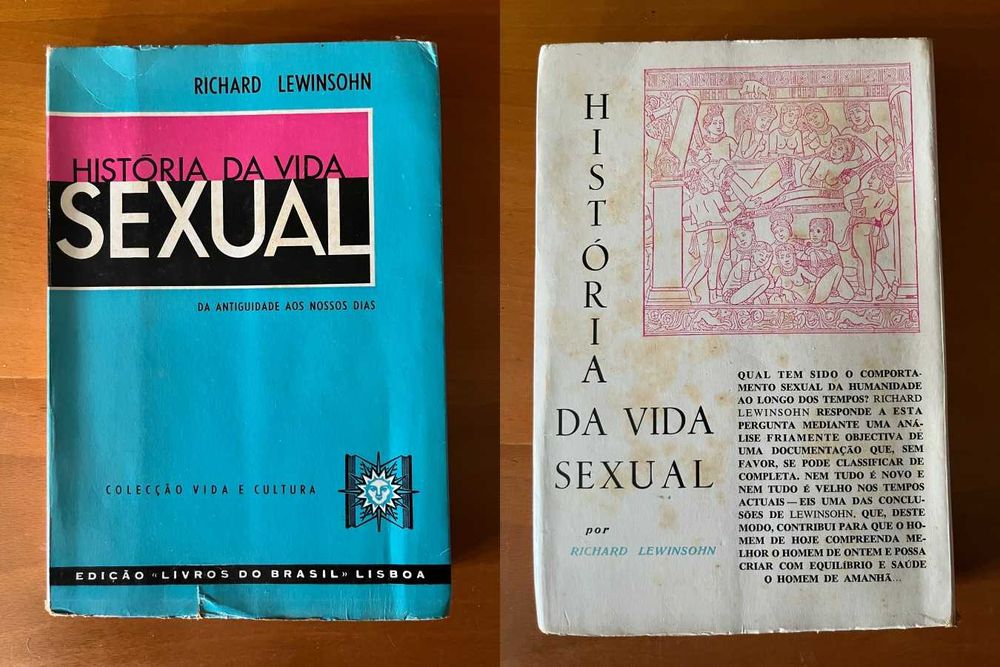 RICHARD LEWINSOHN
HISTÓRIA DA VIDA
SEXUAL
DA ANTIGUIDADE AOS NOSSOS DIAS
COLECÇÃO VIDA E CULTURA
EDIÇÃO «LIVROS DO BRASIL» LISBOA
HISTÓRIA
DA VIDA
SEXUAL
por
RICHARD LEWINSOHN
QUAL TEM SIDO O COMPORTA-
MENTO SEXUAL DA HUMANIDADE
AO LONGO DOS TEMPOS? RICHARD
LEWINSOHN RESPONDE A ESTA
PERGUNTA MEDIANTE UMA ANÁ-
LISE FRIAMENTE OBJECTIVA DE
UMA DOCUMENTAÇÃO QUE, SEM
FAVOR, SE PODE CLASSIFICAR DE
COMPLETA. NEM TUDO É NOVO E
NEM TUDO É VELHO NOS TEMPOS
ACTUAIS—EIS UMA DAS CONCLU-
SÕES DE LEWINSOHN, QUE, DESTE
MODO, CONTRIBUI PARA QUE O HO-
MEM DE HOJE COMPREENDA ME-
LHOR O HOMEM DE ONTEM E POSSA
CRIAR COM EQUILÍBRIO E SAÚDE
O HOMEM DE AMANHÃ...